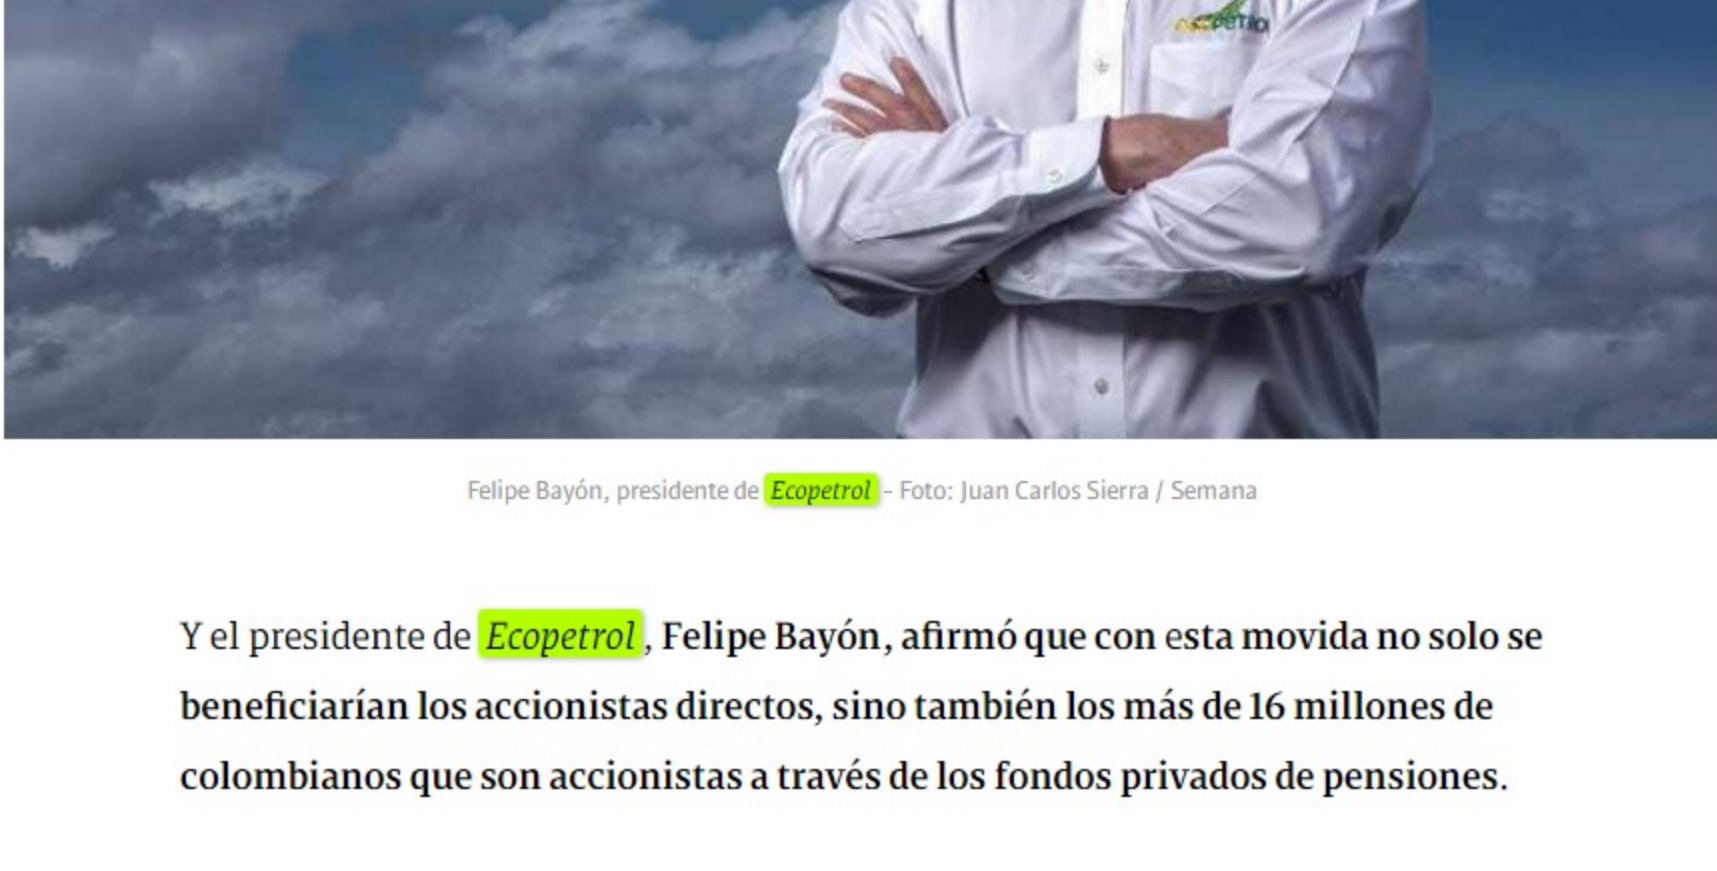 ecopetrol
Felipe Bayón, presidente de Ecopetrol - Foto: Juan Carlos Sierra / Semana
Y el presidente de Ecopetrol, Felipe Bayón, afirmó que con esta movida no solo se
beneficiarían los accionistas directos, sino también los más de 16 millones de
colombianos que son accionistas a través de los fondos privados de pensiones.